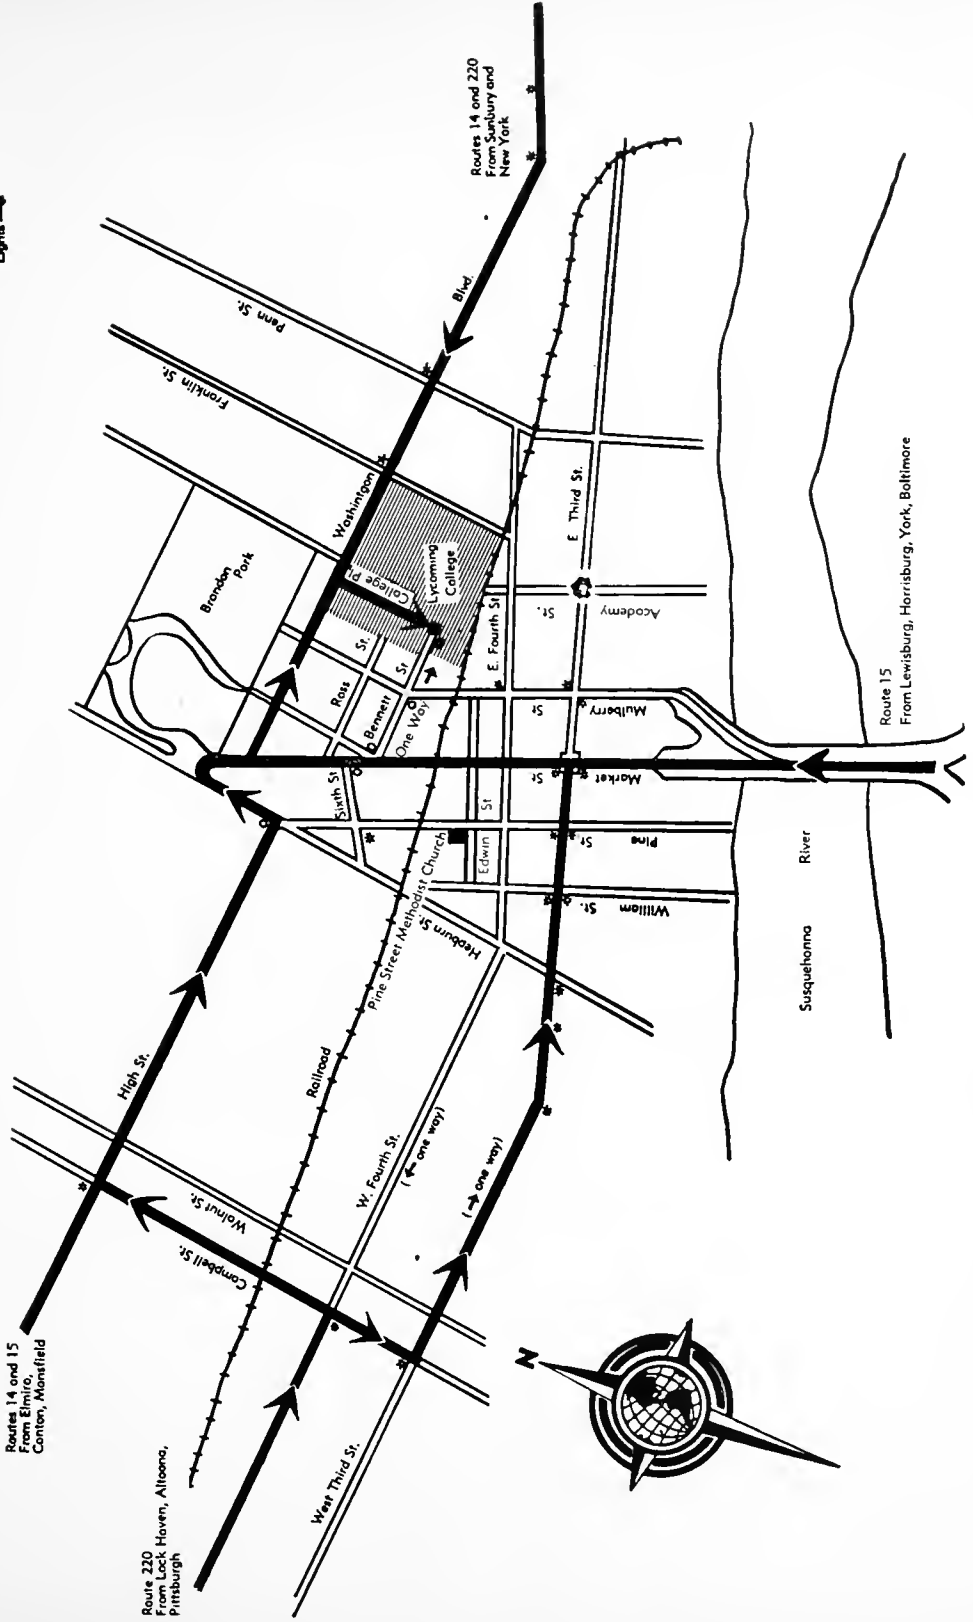 Lights
Routes 14 and 220
From Sunbury and
New York
Penn St.
Franklin St.
Blvd.
Washintgon
Brandon
Park
College Pl.
Lycoming
College
E. Third St.
E. Fourth St
Academy
St.
Ross
St.
Bennett
St
One Way
Mulberry
St
Sixth St
Market
St
Edwin St
Pine
St
William
St.
Pine Street Methodist Church
Hepburn St.
Route 15
From Lewisburg, Harrisburg, York, Baltimore
Susquehanna River
High St.
Railroad
Walnut St.
Campbell St.
W. Fourth St.
(← one way)
(→ one way)
West Third St.
Routes 14 and 15
From Elmira,
Canton, Mansfield
Route 220
From Lock Haven, Altoona,
Pittsburgh
N